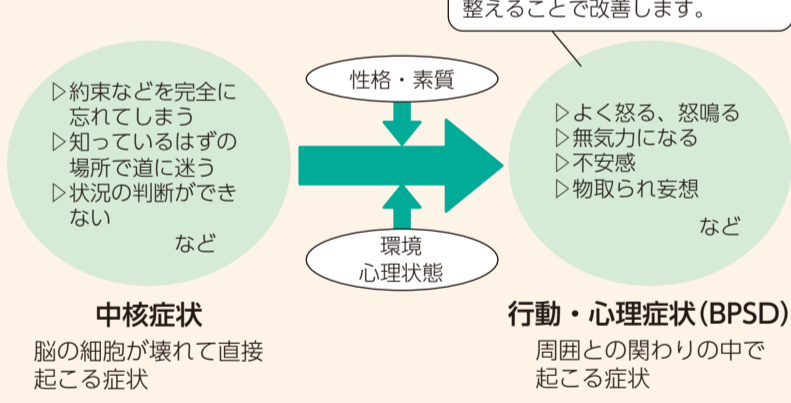 整えることで改善します。
▷約束などを完全に
忘れてしまう
▷知っているはずの
場所で道に迷う
▷状況の判断ができ
ない
など
性格・素質
環境
心理状態
▷よく怒る、怒鳴る
▷無気力になる
▷不安感
▷物取られ妄想
など
中核症状
脳の細胞が壊れて直接
起こる症状
行動・心理症状(BPSD)
周囲との関わりの中で
起こる症状